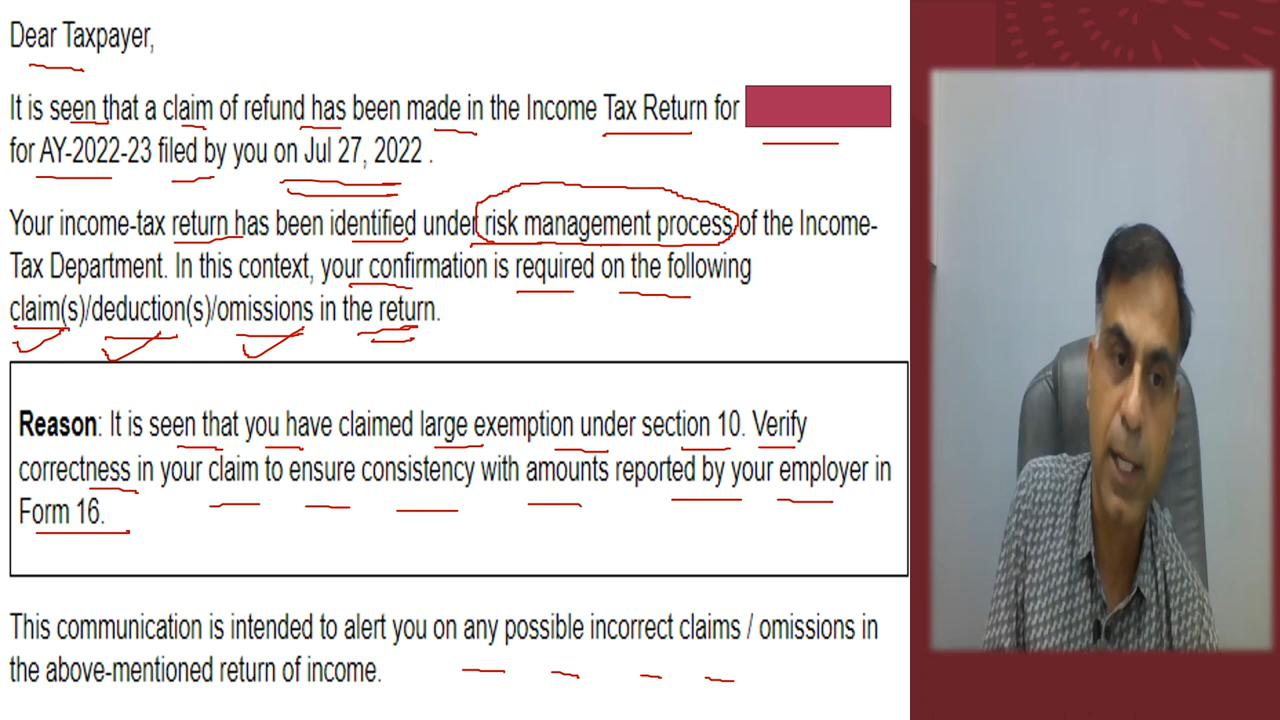 Dear Taxpayer,
It is seen that a claim of refund has been made in the Income Tax Return for
for AY-2022-23 filed by you on Jul 27, 2022 .
Your income-tax return has been identified under risk management process of the Income-
Tax Department. In this context, your confirmation is required on the following
claim(s)/deduction(s)/omissions in the return.
Reason: It is seen that you have claimed large exemption under section 10. Verify
correctness in your claim to ensure consistency with amounts reported by your employer in
Form 16.
This communication is intended to alert you on any possible incorrect claims / omissions in
the above-mentioned return of income.